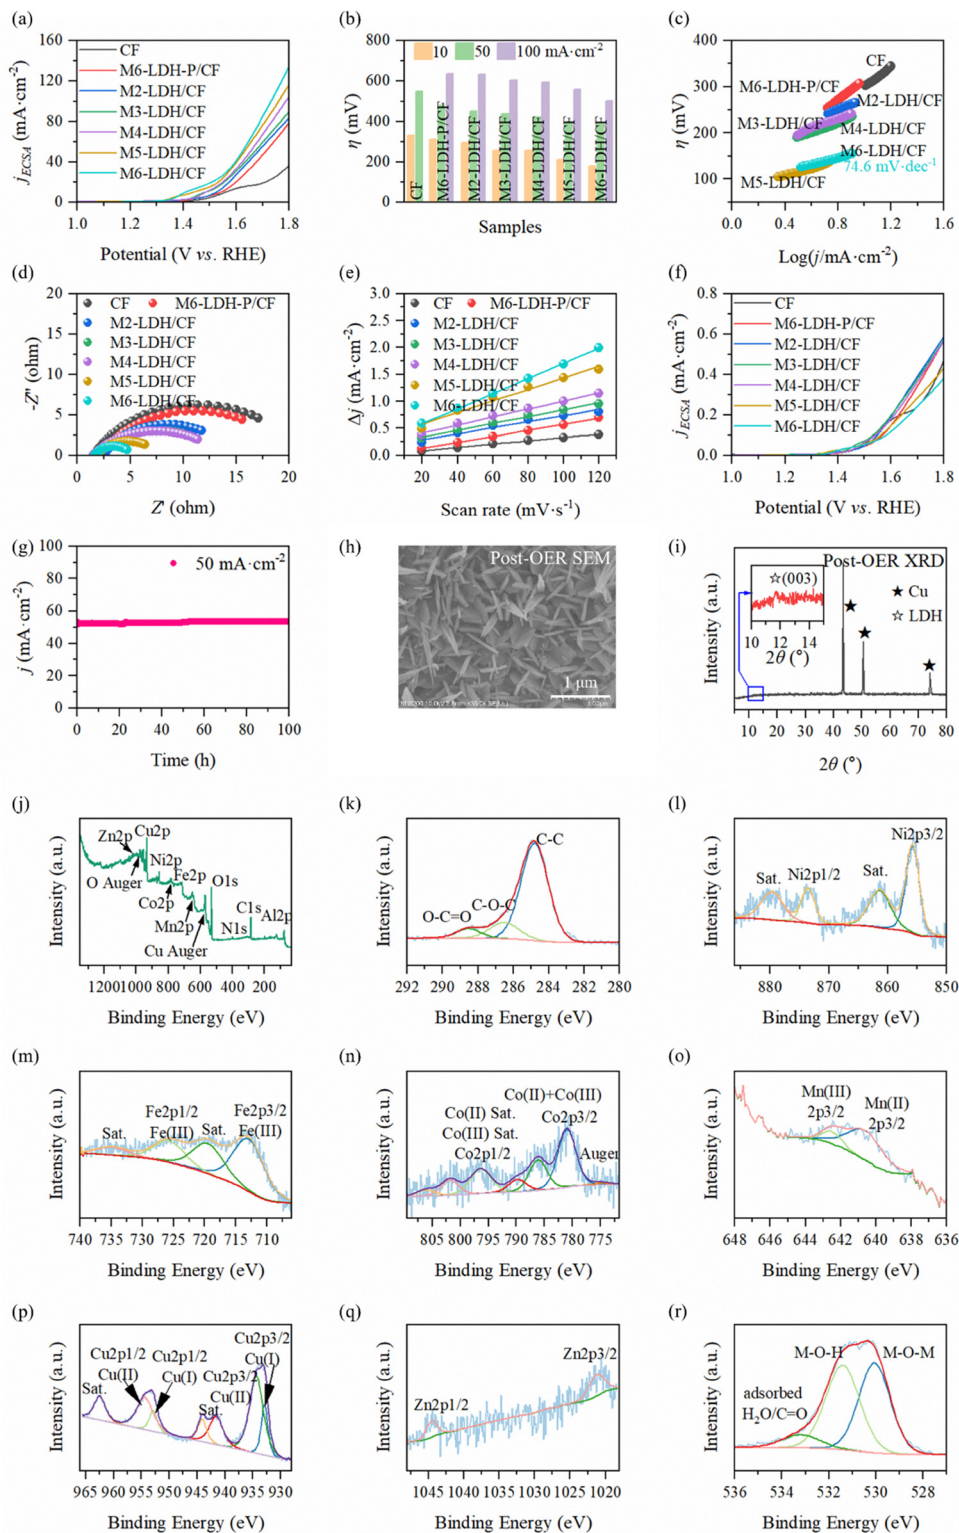 (a)
160
120
80
40
0
1.0 1.2 1.4 1.6 1.8
j_ECSA (mA·cm⁻²)
Potential (V vs. RHE)
CF
M6-LDH-P/CF
M2-LDH/CF
M3-LDH/CF
M4-LDH/CF
M5-LDH/CF
M6-LDH/CF
(b)
800
600
400
200
0
η (mV)
10 50 100 mA·cm⁻²
CF
M6-LDH-P/CF
M2-LDH/CF
M3-LDH/CF
M4-LDH/CF
M5-LDH/CF
M6-LDH/CF
Samples
(c)
400
300
200
100
η (mV)
CF
M6-LDH-P/CF
M2-LDH/CF
M3-LDH/CF
M4-LDH/CF
M6-LDH/CF
74.6 mV·dec⁻¹
M5-LDH/CF
0.0 0.4 0.8 1.2 1.6
Log(j/mA·cm⁻²)
(d)
20
15
10
5
0
-Z'' (ohm)
CF M6-LDH-P/CF
M2-LDH/CF
M3-LDH/CF
M4-LDH/CF
M5-LDH/CF
M6-LDH/CF
0 5 10 15 20
Z' (ohm)
(e)
3.0
2.5
2.0
1.5
1.0
0.5
0.0
Δj (mA·cm⁻²)
CF M6-LDH-P/CF
M2-LDH/CF
M3-LDH/CF
M4-LDH/CF
M5-LDH/CF
M6-LDH/CF
20 40 60 80 100 120
Scan rate (mV·s⁻¹)
(f)
0.8
0.6
0.4
0.2
0.0
j_ECSA (mA·cm⁻²)
CF
M6-LDH-P/CF
M2-LDH/CF
M3-LDH/CF
M4-LDH/CF
M5-LDH/CF
M6-LDH/CF
1.0 1.2 1.4 1.6 1.8
Potential (V vs. RHE)
(g)
100
80
60
40
20
0
j (mA·cm⁻²)
50 mA·cm⁻²
0 20 40 60 80 100
Time (h)
(h)
Post-OER SEM
1 μm
(i)
Intensity (a.u.)
Post-OER XRD
☆(003)
10 12 14
2θ (°)
★ Cu
☆ LDH
10 20 30 40 50 60 70 80
2θ (°)
(j)
Intensity (a.u.)
Zn2p
Cu2p
O Auger
Ni2p
Fe2p
Co2p
Mn2p
Cu Auger
O1s
N1s
C1s
Al2p
1200 1000 800 600 400 200
Binding Energy (eV)
(k)
Intensity (a.u.)
C-C
C-O-C
O-C=O
292 290 288 286 284 282 280
Binding Energy (eV)
(l)
Intensity (a.u.)
Ni2p3/2
Sat. Ni2p1/2 Sat.
880 870 860 850
Binding Energy (eV)
(m)
Intensity (a.u.)
Fe2p1/2
Fe(III)
Fe2p3/2
Fe(III)
Sat. Sat.
740 735 730 725 720 715 710
Binding Energy (eV)
(n)
Intensity (a.u.)
Co(II)+Co(III)
Co2p3/2
Co(II) Sat.
Co(III) Sat.
Co2p1/2
Auger
805 800 795 790 785 780 775
Binding Energy (eV)
(o)
Intensity (a.u.)
Mn(III)
2p3/2
Mn(II)
2p3/2
648 646 644 642 640 638 636
Binding Energy (eV)
(p)
Intensity (a.u.)
Cu2p1/2
Cu(II)
Cu2p1/2
Cu(I)
Cu2p3/2
Cu(II)
Cu2p3/2
Cu(I)
Sat. Sat.
965 960 955 950 945 940 935 930
Binding Energy (eV)
(q)
Intensity (a.u.)
Zn2p3/2
Zn2p1/2
1045 1040 1035 1030 1025 1020
Binding Energy (eV)
(r)
Intensity (a.u.)
M-O-H M-O-M
adsorbed
H₂O/C=O
536 534 532 530 528
Binding Energy (eV)